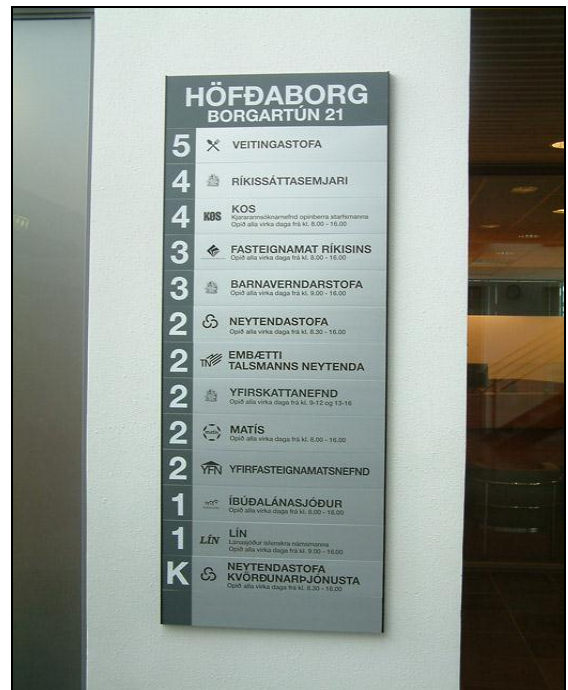 HÖFÐABORG
BORGARTÚN 21
5 VEITINGASTOFA
4 RÍKISSÁTTASEMJARI
4 KOS KOS
Kjararannsóknarnefnd opinberra starfsmanna
Opið alla virka daga frá kl. 8.00 - 16.00
3 FASTEIGNAMAT RÍKISINS
Opið alla virka daga frá kl. 8.00 - 16.00
3 BARNAVERNDARSTOFA
Opið alla virka daga frá kl. 9.00 - 16.00
2 NEYTENDASTOFA
Opið alla virka daga frá kl. 8.30 - 16.00
2 TN EMBÆTTI
TALSMANNS NEYTENDA
2 YFIRSKATTANEFND
Opið alla virka daga frá kl. 9-12 og 13-16
2 matís MATÍS
Opið alla virka daga frá kl. 8.00 - 16.00
2 YFN YFIRFASTEIGNAMATSNEFND
1 ÍBÚÐALÁNASJÓÐUR
Opið alla virka daga frá kl. 8.00 - 16.00
1 LÍN LÍN
Lánasjóður íslenskra námsmanna
Opið alla virka daga frá kl. 9.00 - 16.00
K NEYTENDASTOFA
KVÖRÐUNARÞJÓNUSTA
Opið alla virka daga frá kl. 8.30 - 16.00